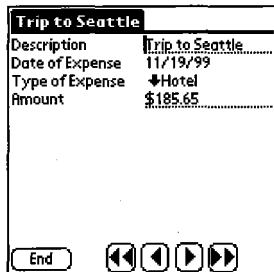 Trip to Seattle
Description Trip to Seattle
Date of Expense 11/19/99
Type of Expense Hotel
Amount $185.65
End